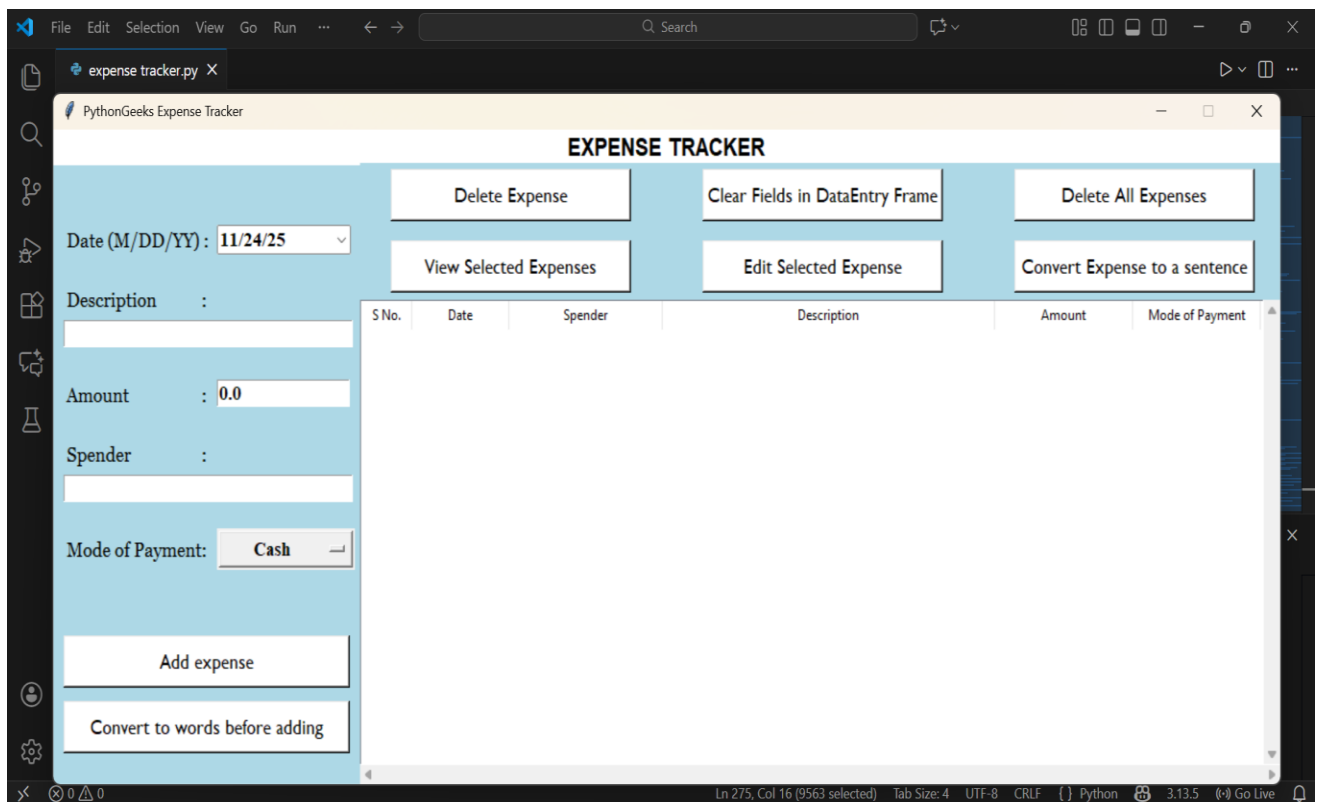 File Edit Selection View Go Run ··· Search
expense tracker.py
PythonGeeks Expense Tracker
EXPENSE TRACKER
Delete Expense Clear Fields in DataEntry Frame Delete All Expenses
Date (M/DD/YY) : 11/24/25
View Selected Expenses Edit Selected Expense Convert Expense to a sentence
Description :
S No. Date Spender Description Amount Mode of Payment
Amount : 0.0
Spender :
Mode of Payment: Cash
Add expense
Convert to words before adding
0 0 Ln 275, Col 16 (9563 selected) Tab Size: 4 UTF-8 CRLF { } Python 3.13.5 Go Live